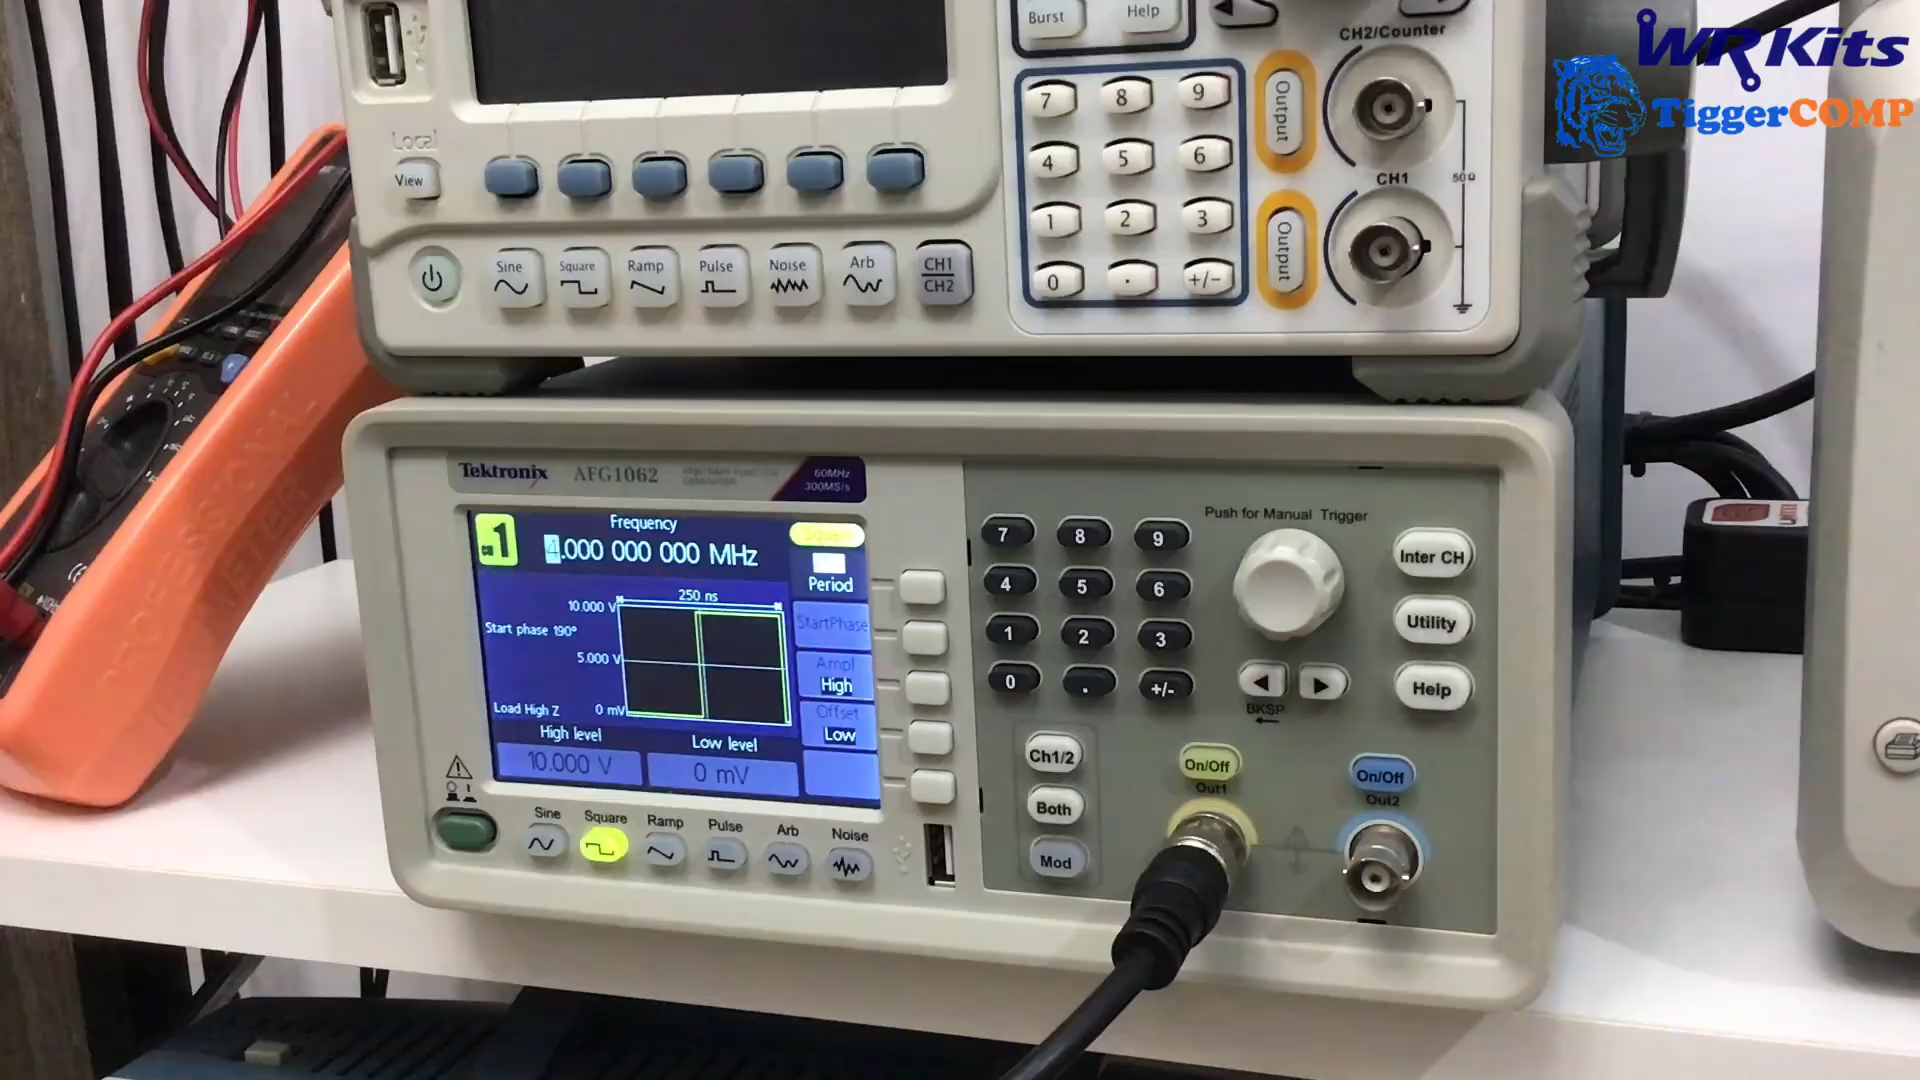 WR Kits
TiggerCOMP
Burst
Help
CH2/Counter
7
8
9
Output
4
5
6
1
2
3
0
.
+/-
Output
CH1
50Ω
Local
View
Sine
Square
Ramp
Pulse
Noise
Arb
CH1
CH2
Tektronix
AFG1062
60MHz
300MS/s
CH1
Frequency
4.000 000 000 MHz
Square
Period
StartPhase
Ampl
High
Offset
Low
250 ns
10.000 V
Start phase 190°
5.000 V
Load High Z
0 mV
High level
Low level
10.000 V
0 mV
Sine
Square
Ramp
Pulse
Arb
Noise
7
8
9
4
5
6
1
2
3
0
.
+/-
Push for Manual Trigger
BKSP
Inter CH
Utility
Help
Ch1/2
Both
Mod
On/Off
Out1
On/Off
Out2